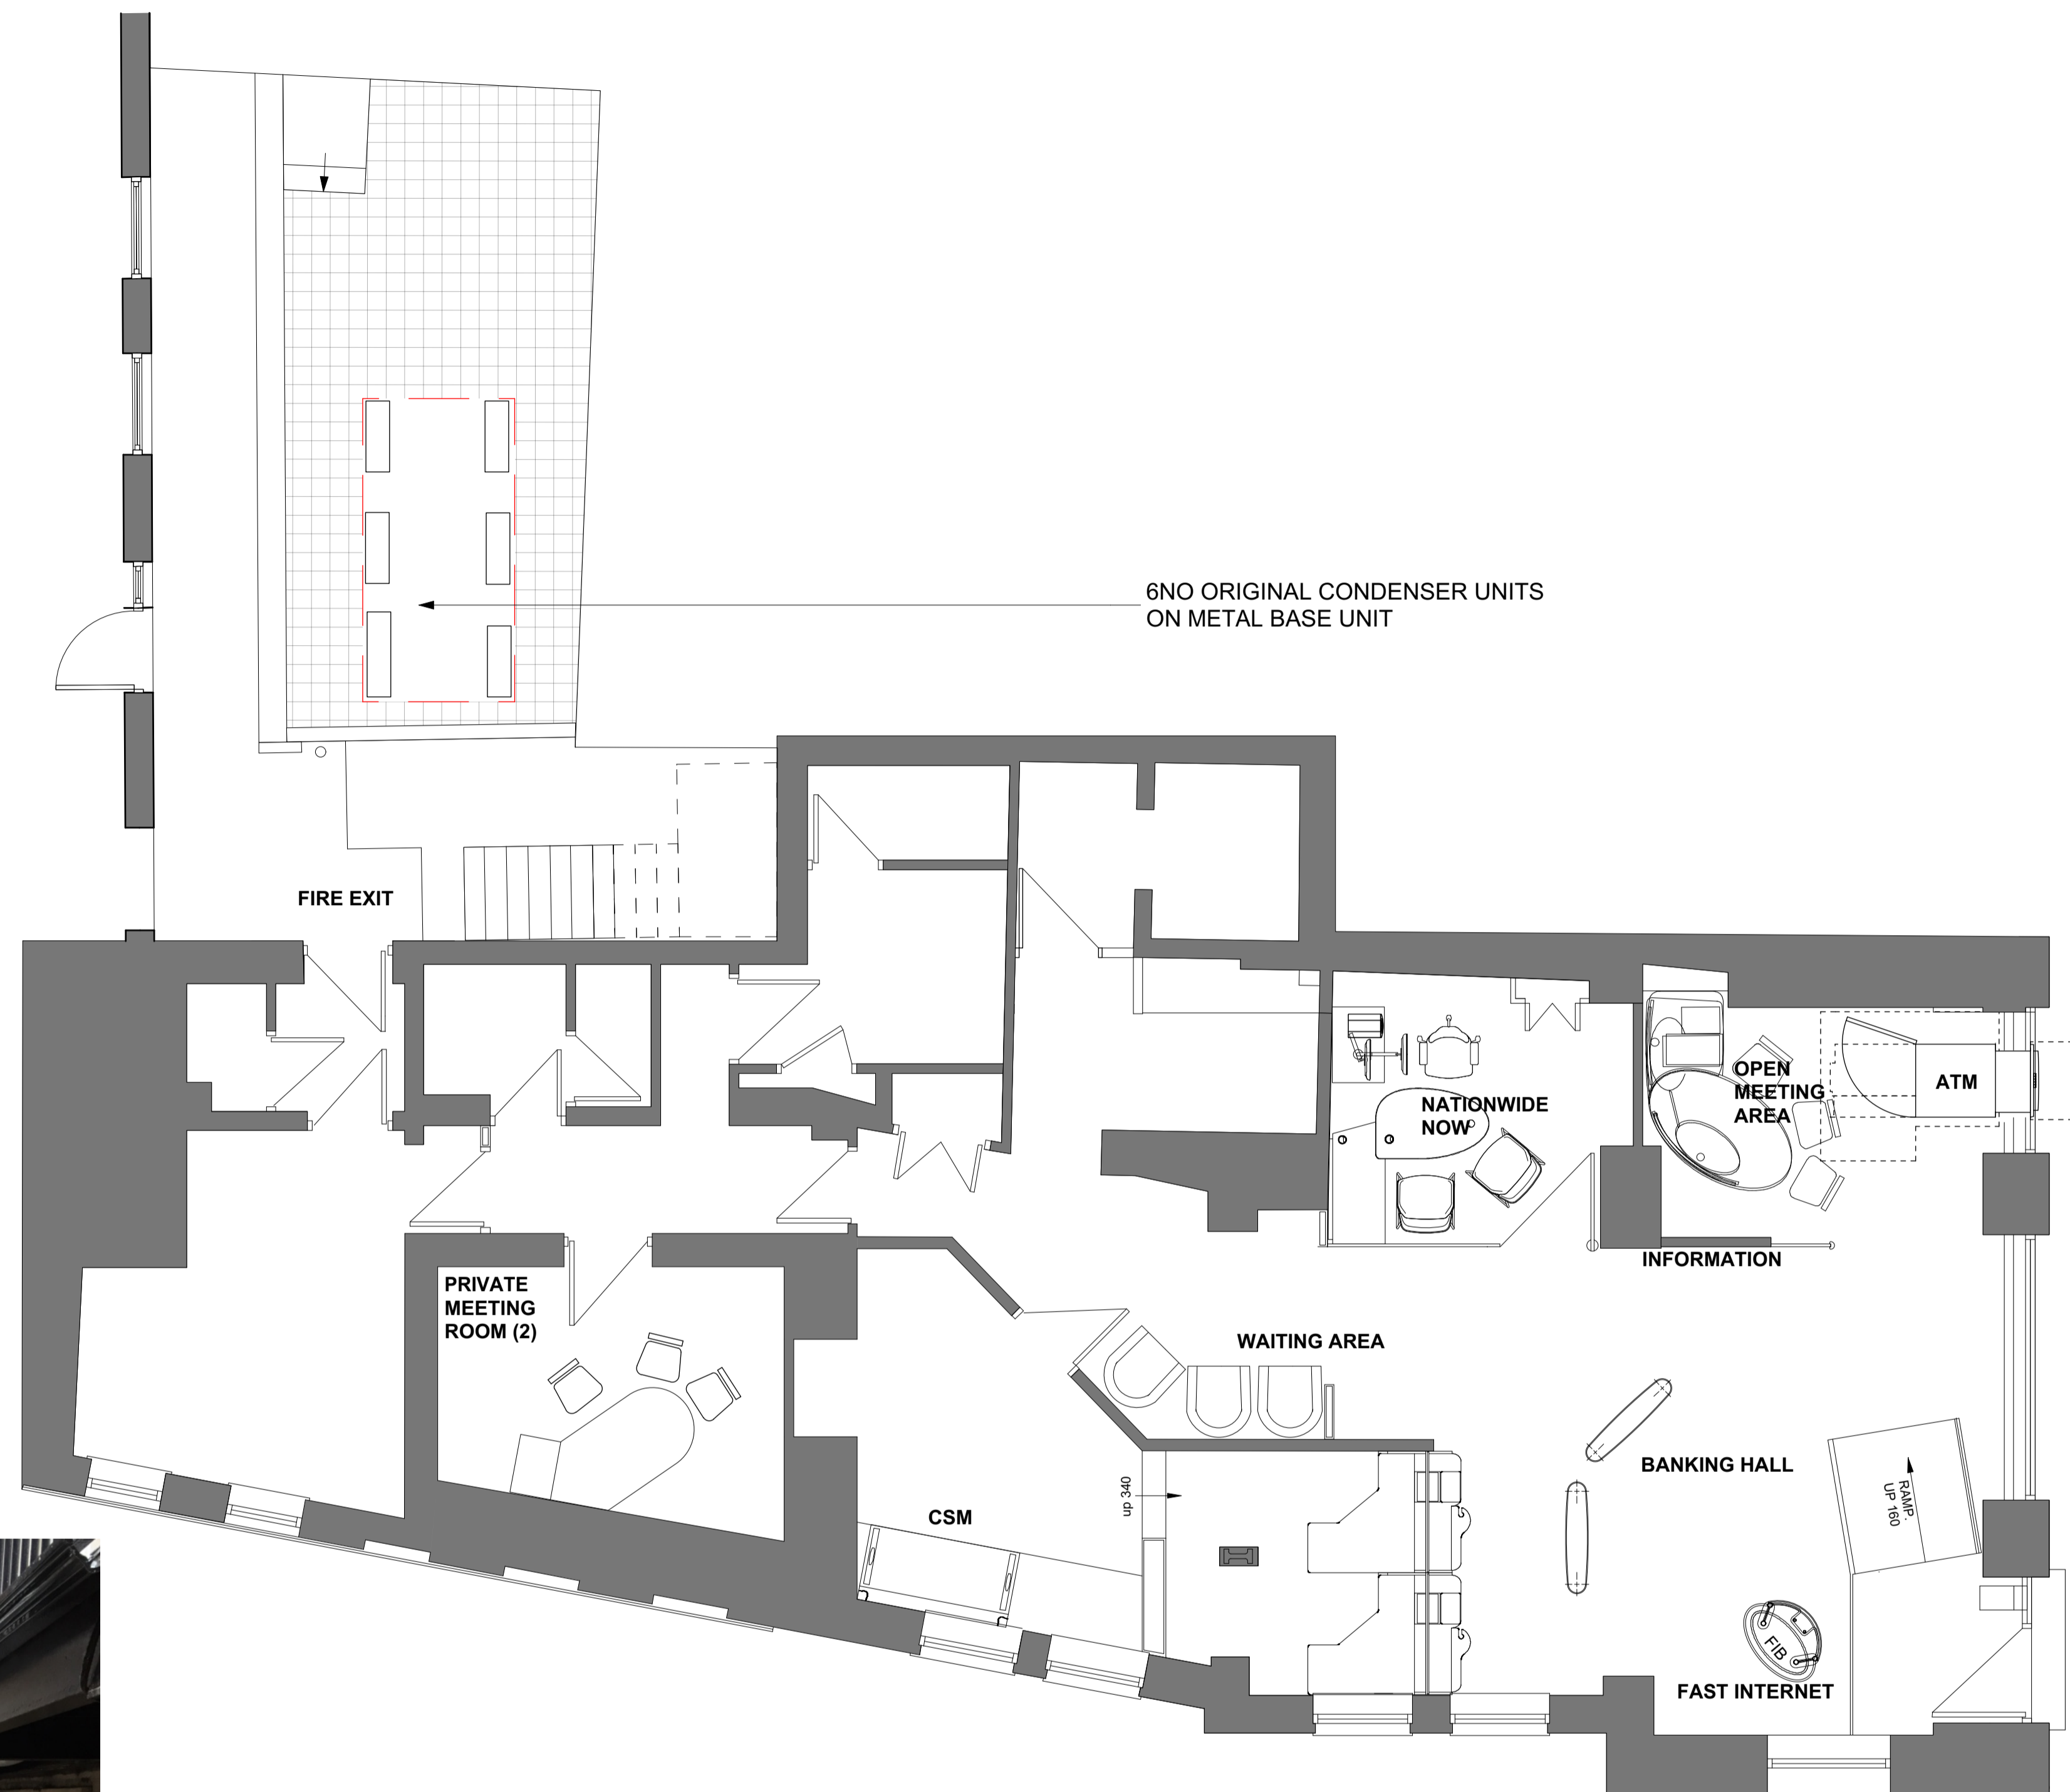 6NO ORIGINAL CONDENSER UNITS
ON METAL BASE UNIT
FIRE EXIT
OPEN
MEETING
AREA
ATM
NATIONWIDE
NOW
INFORMATION
PRIVATE
MEETING
ROOM (2)
WAITING AREA
BANKING HALL
RAMP.
UP 160
up 340
CSM
FIB
FAST INTERNET